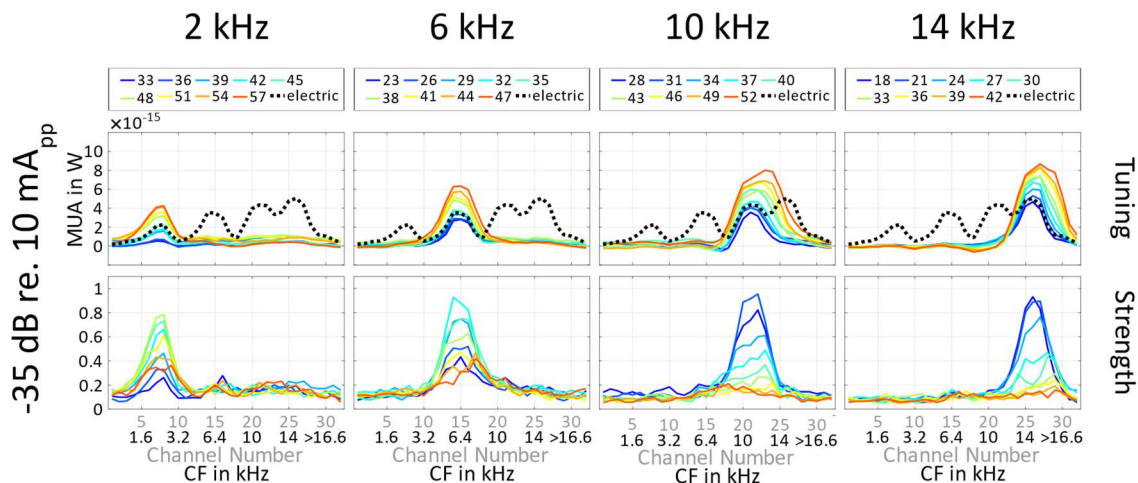 2 kHz 6 kHz 10 kHz 14 kHz
33 36 39 42 45
48 51 54 57 electric
23 26 29 32 35
38 41 44 47 electric
28 31 34 37 40
43 46 49 52 electric
18 21 24 27 30
33 36 39 42 electric
×10⁻¹⁵
-35 dB re. 10 mApp
MUA in W
10
8
6
4
2
0
Tuning
1
0.8
0.6
0.4
0.2
0
Strength
5 10 15 20 25 30 5 10 15 20 25 30 5 10 15 20 25 30 5 10 15 20 25 30
1.6 3.2 6.4 10 14 >16.6 1.6 3.2 6.4 10 14 >16.6 1.6 3.2 6.4 10 14 >16.6 1.6 3.2 6.4 10 14 >16.6
Channel Number Channel Number Channel Number Channel Number
CF in kHz CF in kHz CF in kHz CF in kHz